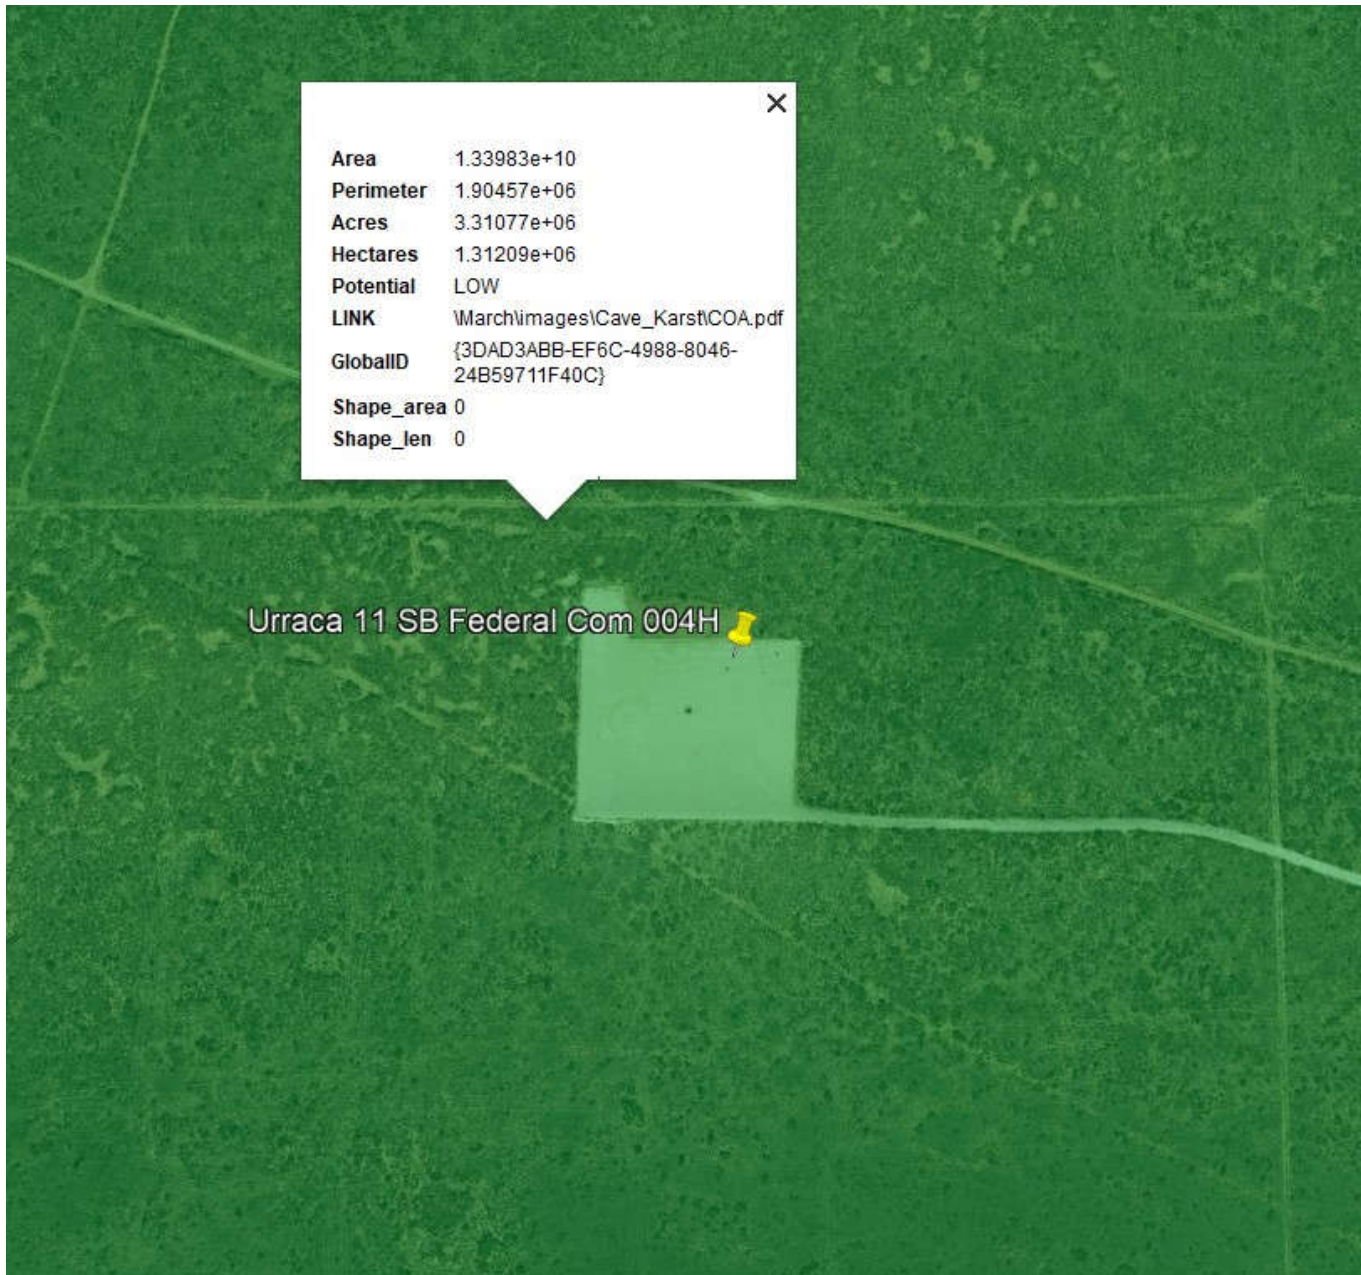 Area 1.33983e+10
Perimeter 1.90457e+06
Acres 3.31077e+06
Hectares 1.31209e+06
Potential LOW
LINK \March\images\Cave_Karst\COA.pdf
GlobalID {3DAD3ABB-EF6C-4988-8046-
24B59711F40C}
Shape_area 0
Shape_len 0
Urraca 11 SB Federal Com 004H